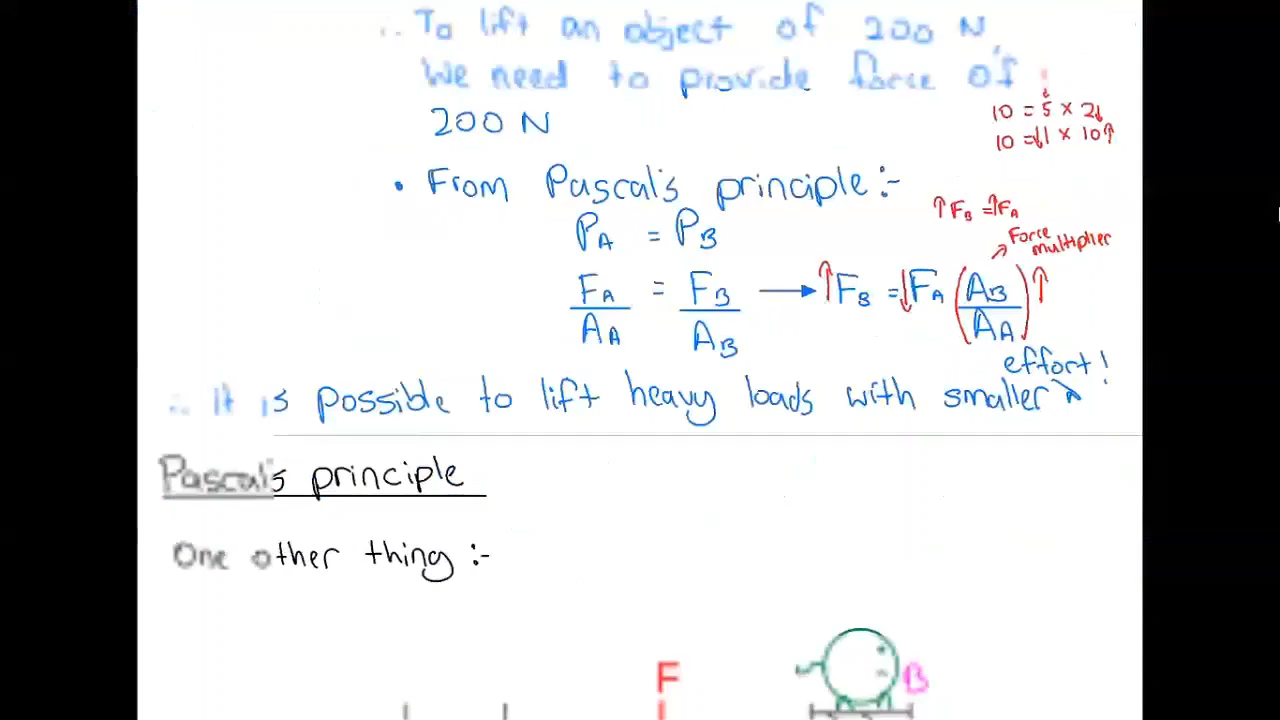 ∴ To lift an object of 200 N,
We need to provide force of
200 N
10 = 5 × 2↓
10 = ↓1 × 10↑
• From Pascal's principle :-
↑F_B = ↑F_A
P_A = P_B
Force multiplier
F_A / A_A = F_B / A_B → ↑F_B = ↓F_A (A_B / A_A) ↑
∴ It is possible to lift heavy loads with smaller effort !
Pascal's principle
One other thing :-
F
B